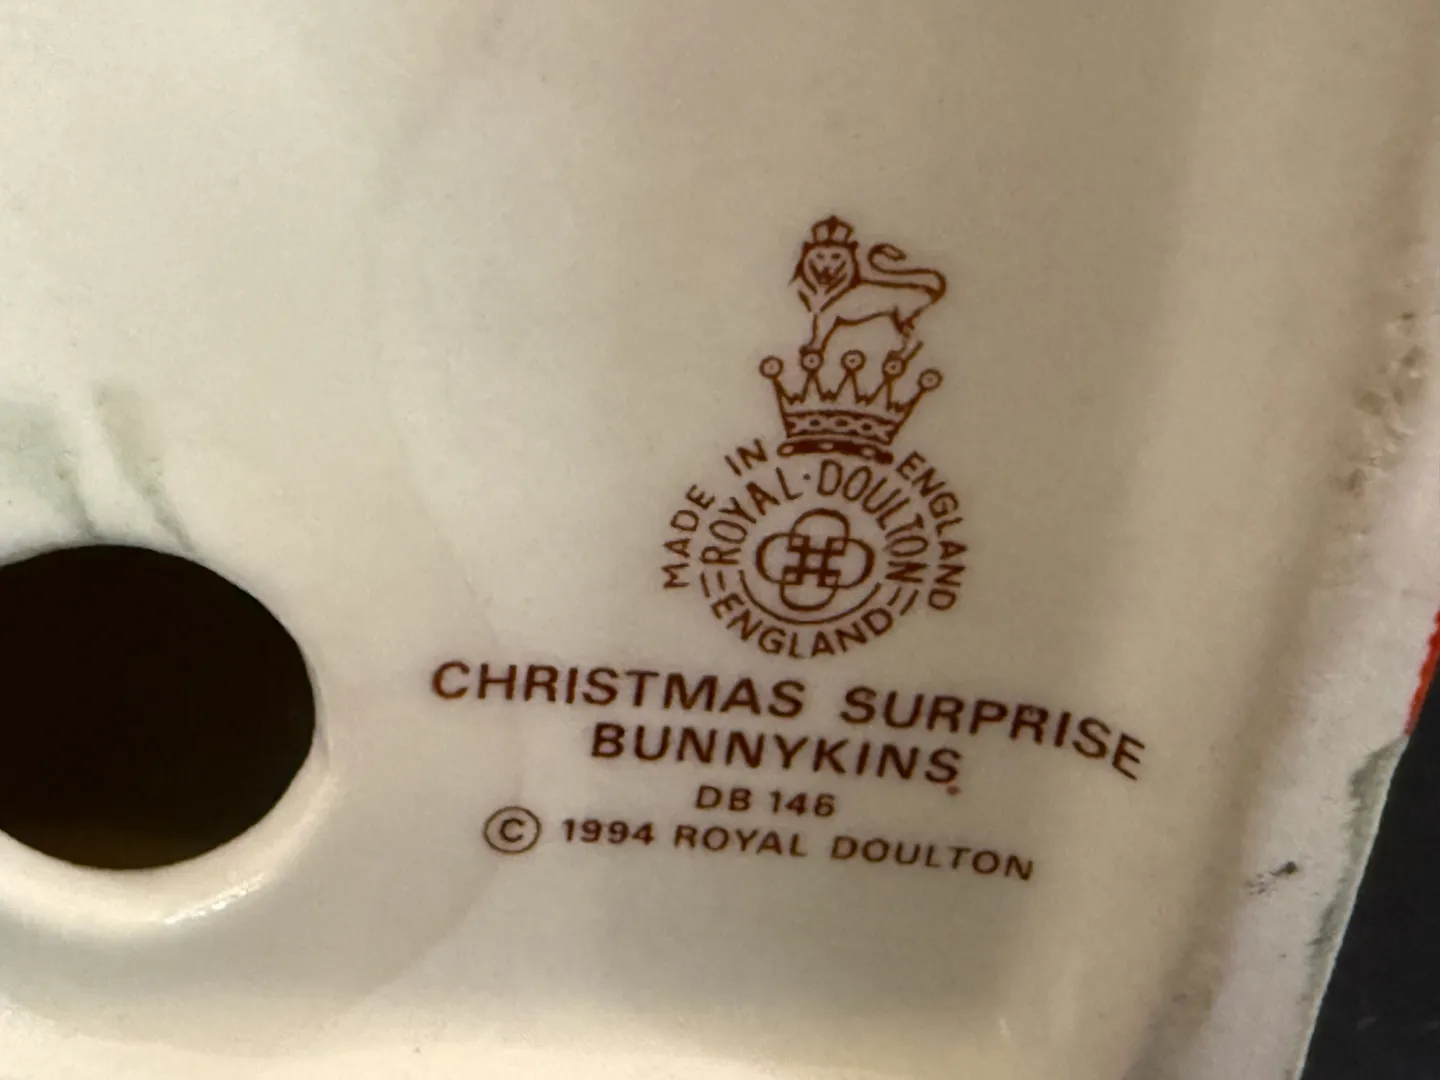 MADE IN ENGLAND
ROYAL·DOULTON
ENGLAND
CHRISTMAS SURPRISE
BUNNYKINS
DB 146
© 1994 ROYAL DOULTON